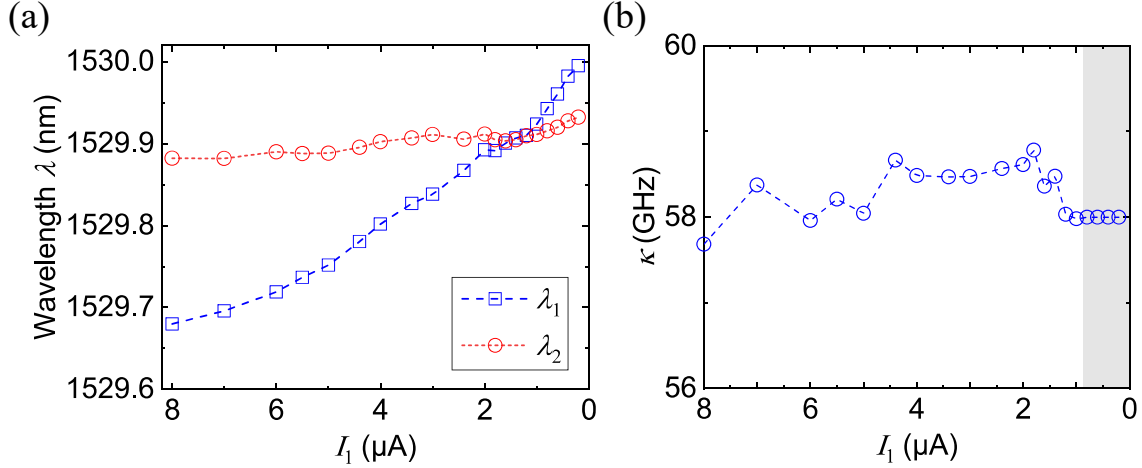 (a)
Wavelength λ (nm)
1530.0
1529.9
1529.8
1529.7
1529.6
8
6
4
2
0
I₁ (µA)
λ₁
λ₂
(b)
κ (GHz)
60
58
56
8
6
4
2
0
I₁ (µA)